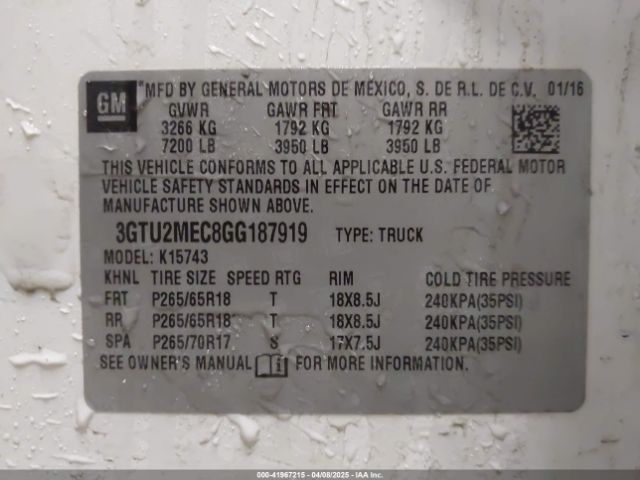 GM
*MFD BY GENERAL MOTORS DE MEXICO, S. DE R.L. DE C.V. 01/16
GVWR GAWR FRT GAWR RR
3266 KG 1792 KG 1792 KG
7200 LB 3950 LB 3950 LB
THIS VEHICLE CONFORMS TO ALL APPLICABLE U.S. FEDERAL MOTOR
VEHICLE SAFETY STANDARDS IN EFFECT ON THE DATE OF
MANUFACTURE SHOWN ABOVE.
3GTU2MEC8GG187919 TYPE: TRUCK
MODEL: K15743
KHNL TIRE SIZE SPEED RTG RIM COLD TIRE PRESSURE
FRT P265/65R18 T 18X8.5J 240KPA(35PSI)
RR P265/65R18 T 18X8.5J 240KPA(35PSI)
SPA P265/70R17 S 17X7.5J 240KPA(35PSI)
SEE OWNER'S MANUAL i FOR MORE INFORMATION.
000-41967215 - 04/08/2025 - IAA Inc.